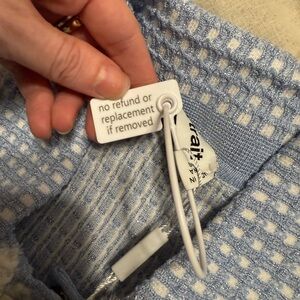 no refund or
replacement
if removed